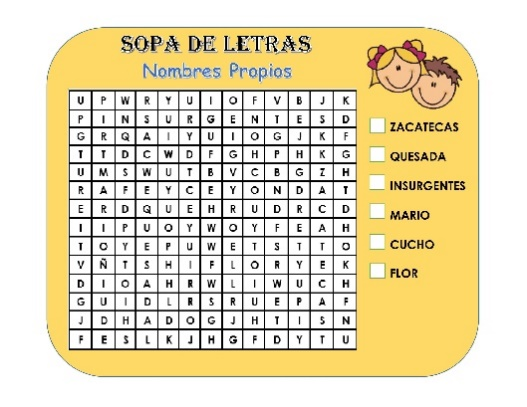 SOPA DE LETRAS
Nombres Propios
U P W R Y U I O F V B J K
P I N S U R G E N T E S D
G R Q A I Y U I O G J K F
T T D C W D F G H P H K G
U M S W U T B V C B G Z H
R A F E Y C E Y O N D A T
E R D Q U E H R U D R C D
I I P U O Y W O Y F E A H
T O Y E P U W E T S T T O
V Ñ T S H I F L O R Y E K
D I O A H R W L I W U C H
G U I D L R S R U E P A F
J D H A D O G J H T I S N
F E S L K J H G F D Y T U
ZACATECAS
QUESADA
INSURGENTES
MARIO
CUCHO
FLOR